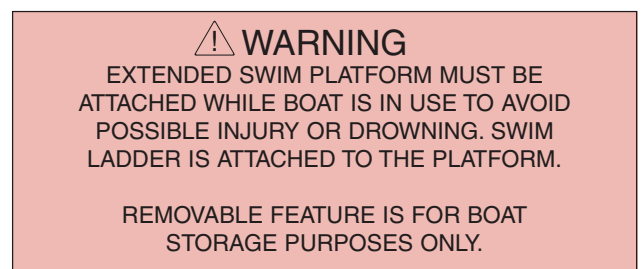 ⚠ WARNING
EXTENDED SWIM PLATFORM MUST BE
ATTACHED WHILE BOAT IS IN USE TO AVOID
POSSIBLE INJURY OR DROWNING. SWIM
LADDER IS ATTACHED TO THE PLATFORM.
REMOVABLE FEATURE IS FOR BOAT
STORAGE PURPOSES ONLY.